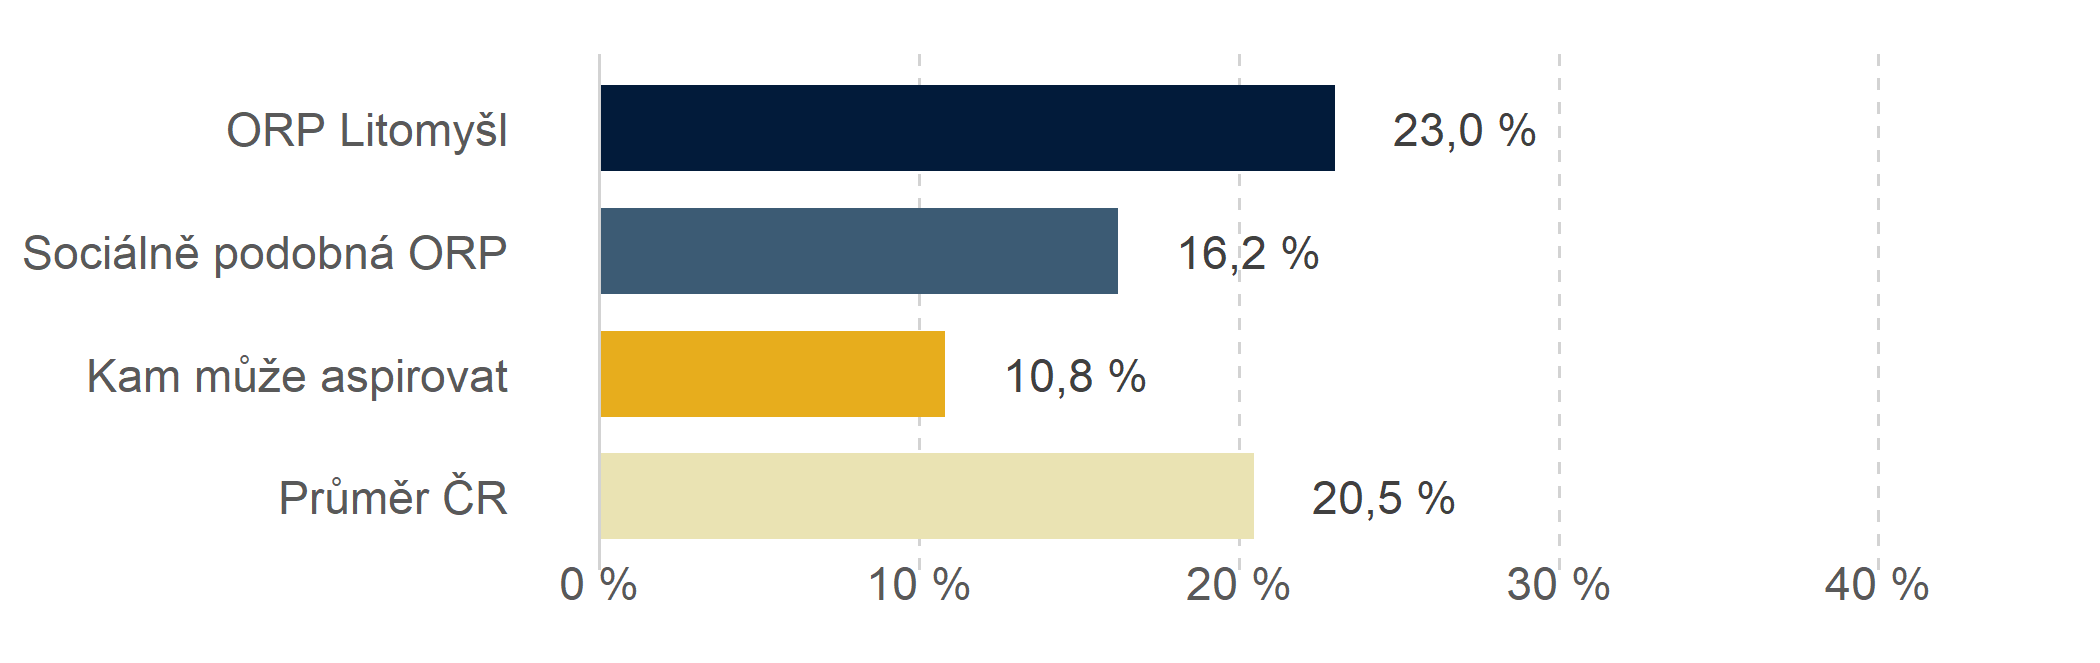 ORP Litomyšl
23,0 %
Sociálně podobná ORP
16,2 %
Kam může aspirovat
10,8 %
Průměr ČR
20,5 %
0 %
10 %
20 %
30 %
40 %